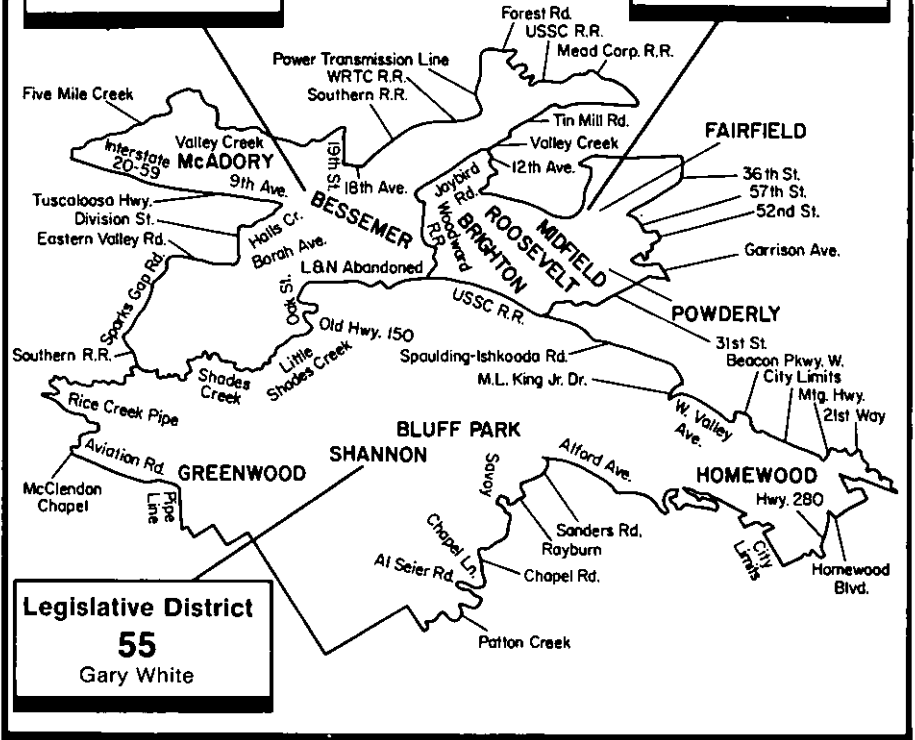 Forest Rd.
USSC R.R.
Mead Corp. R.R.
Power Transmission Line
WRTC R.R.
Southern R.R.
Five Mile Creek
Tin Mill Rd.
Valley Creek
12th Ave.
FAIRFIELD
Valley Creek
McADORY
Interstate
20-59
19th St.
9th Ave.
18th Ave.
36th St.
57th St.
52nd St.
Tuscaloosa Hwy.
Division St.
Eastern Valley Rd.
Halls Cr.
Borah Ave.
BESSEMER
Jaybird
Rd.
Woodward
R.R.
ROOSEVELT
BRIGHTON
MIDFIELD
Garrison Ave.
L&N Abandoned
Sparks Gap Rd.
Oak St.
USSC R.R.
POWDERLY
Old Hwy. 150
31st St.
Southern R.R.
Shades
Creek
Little
Shades Creek
Spaulding-Ishkooda Rd.
M.L. King Jr. Dr.
Beacon Pkwy. W.
City Limits
Mtg. Hwy.
21st Way
Rice Creek Pipe
W. Valley
Ave.
BLUFF PARK
SHANNON
Aviation Rd.
GREENWOOD
Savoy
Alford Ave.
HOMEWOOD
McClendon
Chapel
Pipe
Line
Hwy. 280
Sanders Rd.
Rayburn
City
Limits
Homewood
Blvd.
Chapel Ln.
Al Seier Rd.
Chapel Rd.
Patton Creek
Legislative District
55
Gary White